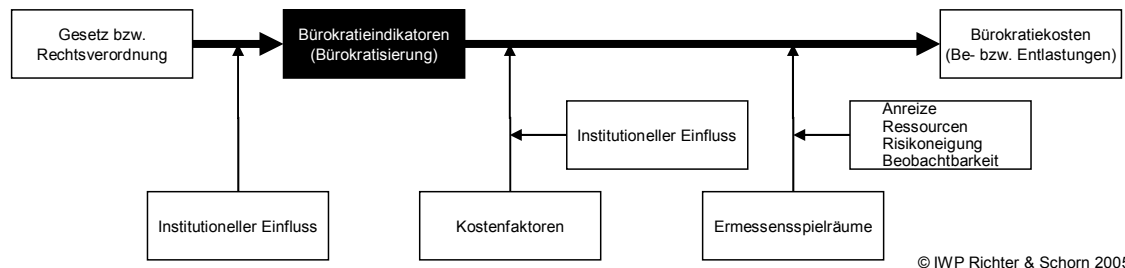 Gesetz bzw.
Rechtsverordnung
Bürokratieindikatoren
(Bürokratisierung)
Bürokratiekosten
(Be- bzw. Entlastungen)
Institutioneller Einfluss
Anreize
Ressourcen
Risikoneigung
Beobachtbarkeit
Institutioneller Einfluss
Kostenfaktoren
Ermessensspielräume
© IWP Richter & Schorn 2005